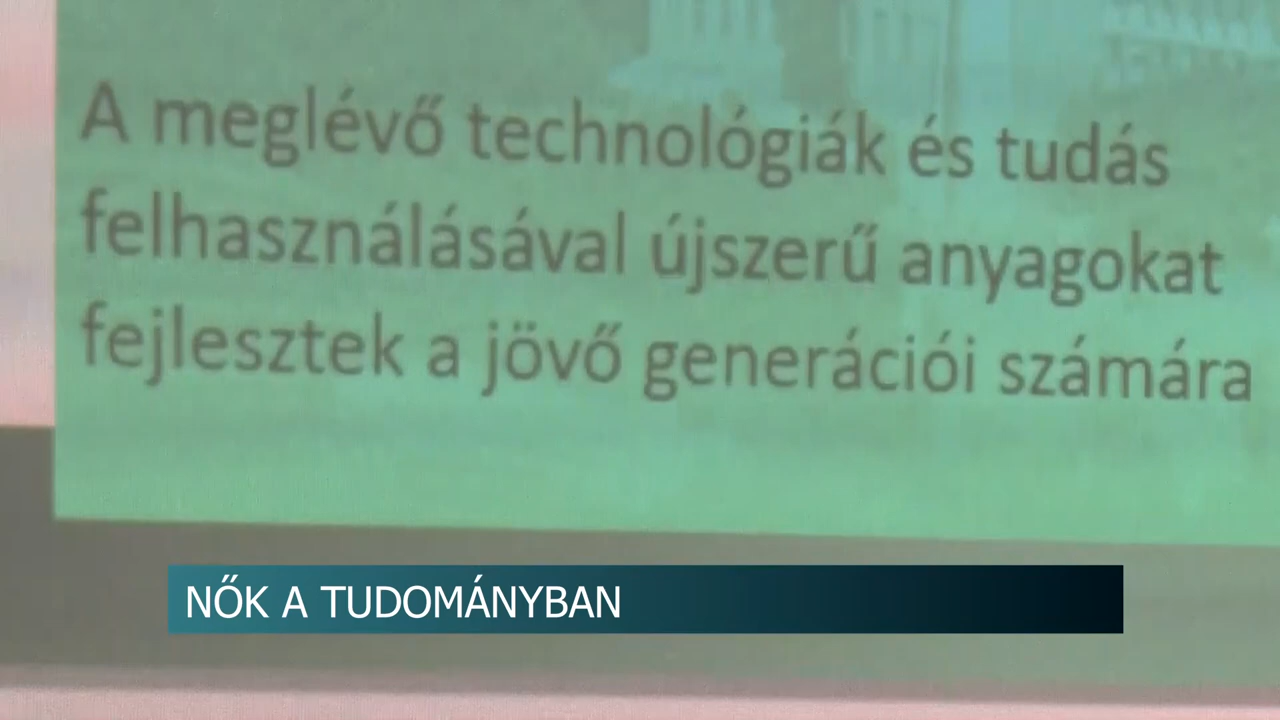 A meglévő technológiák és tudás
felhasználásával újszerű anyagokat
fejlesztek a jövő generációi számára
NŐK A TUDOMÁNYBAN